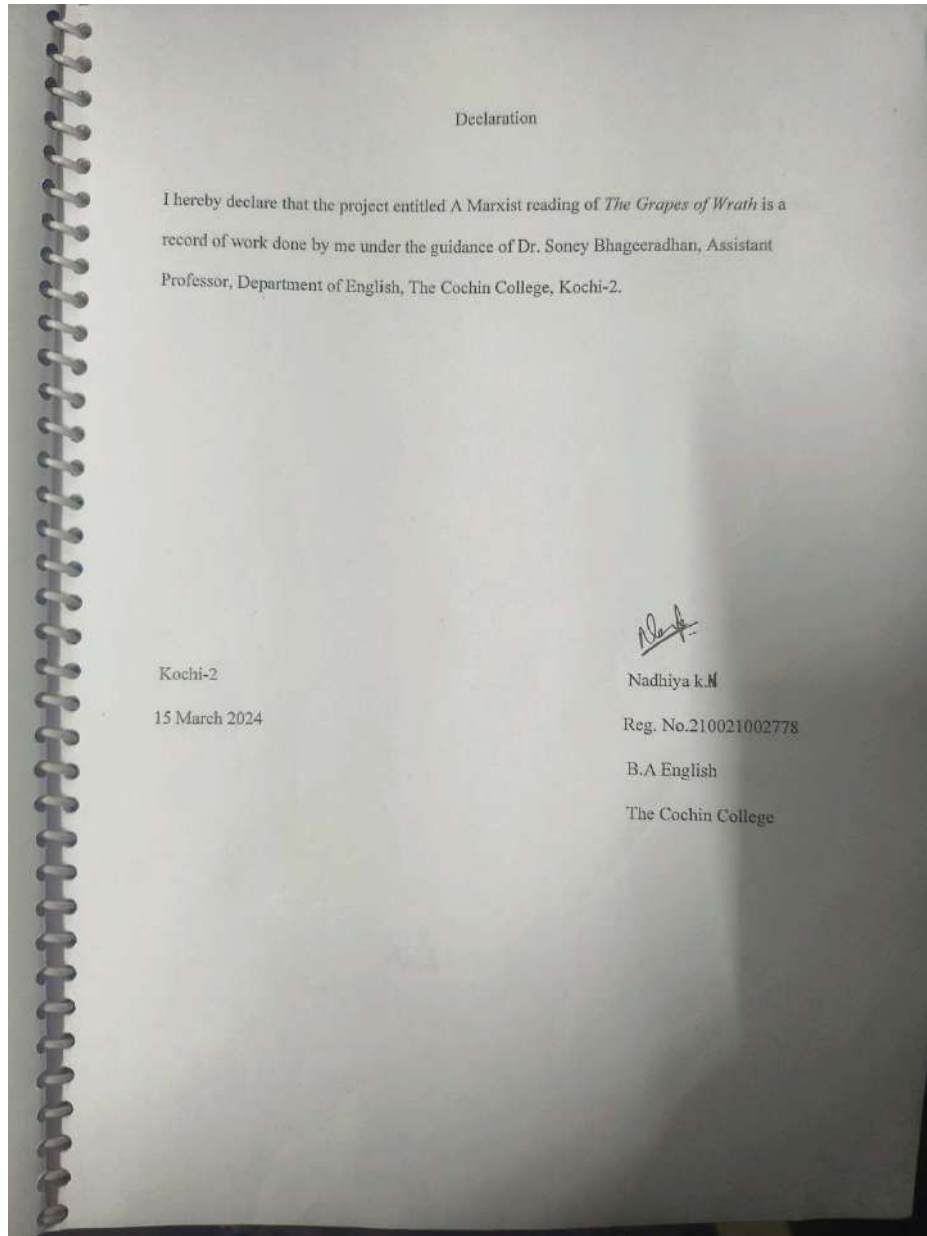 Declaration
I hereby declare that the project entitled A Marxist reading of The Grapes of Wrath is a
record of work done by me under the guidance of Dr. Soney Bhageeradhan, Assistant
Professor, Department of English, The Cochin College, Kochi-2.
Kochi-2
15 March 2024
Nadhiya k.N
Reg. No.210021002778
B.A English
The Cochin College